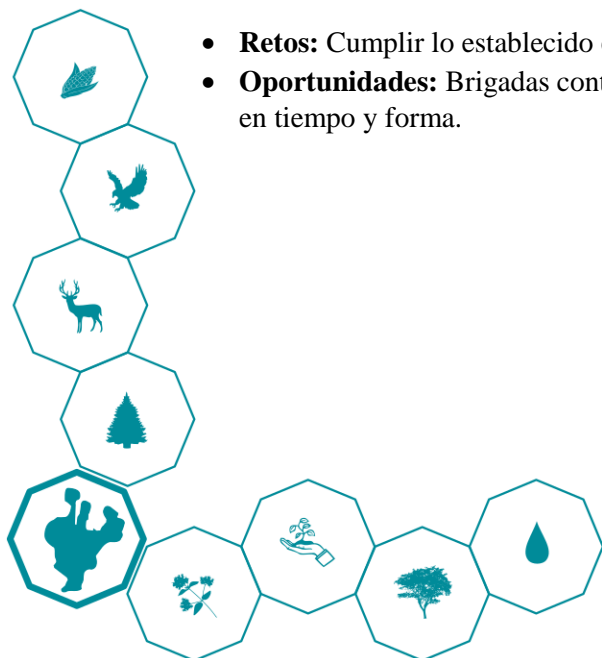 • Retos: Cumplir lo establecido
• Oportunidades: Brigadas cont
en tiempo y forma.